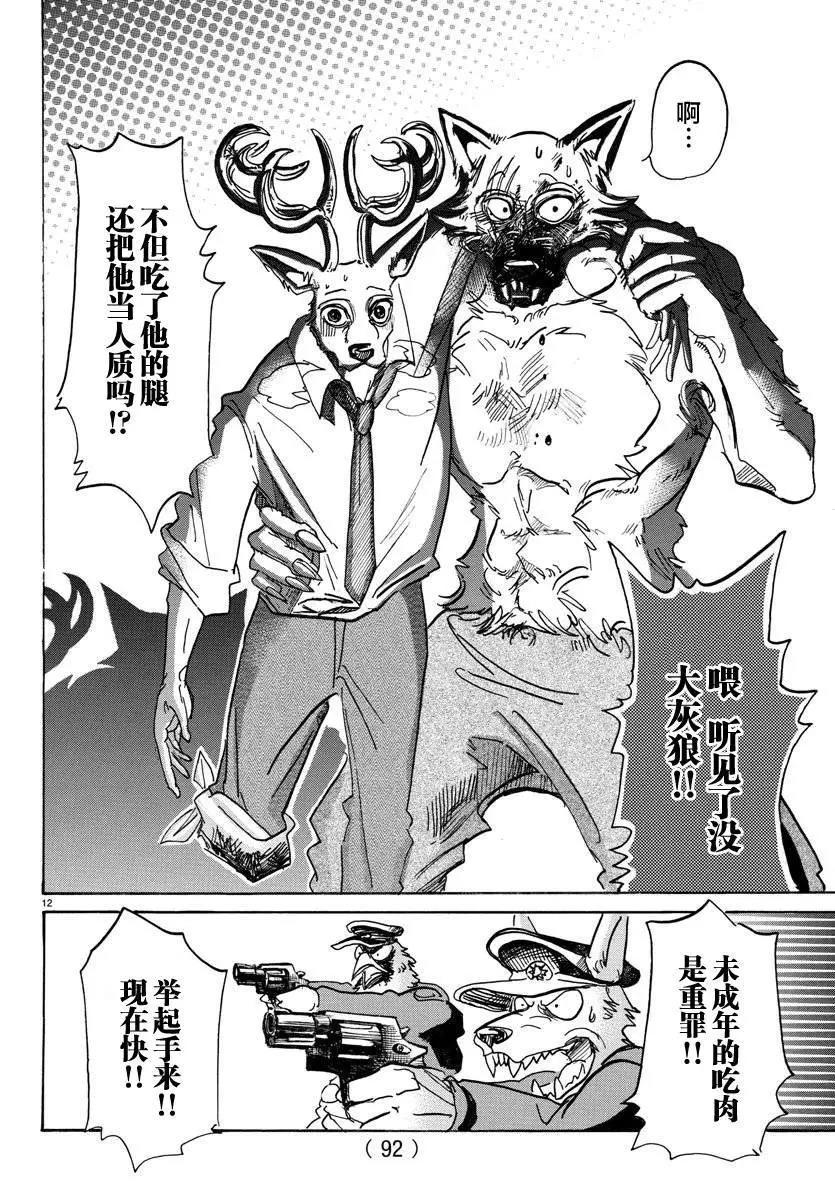 啊…
不但吃了他的腿
还把他当人质吗!?
喂 听见了没
大灰狼!!
12
未成年的吃肉
是重罪!!
举起手来!!
现在快!!
( 92 )